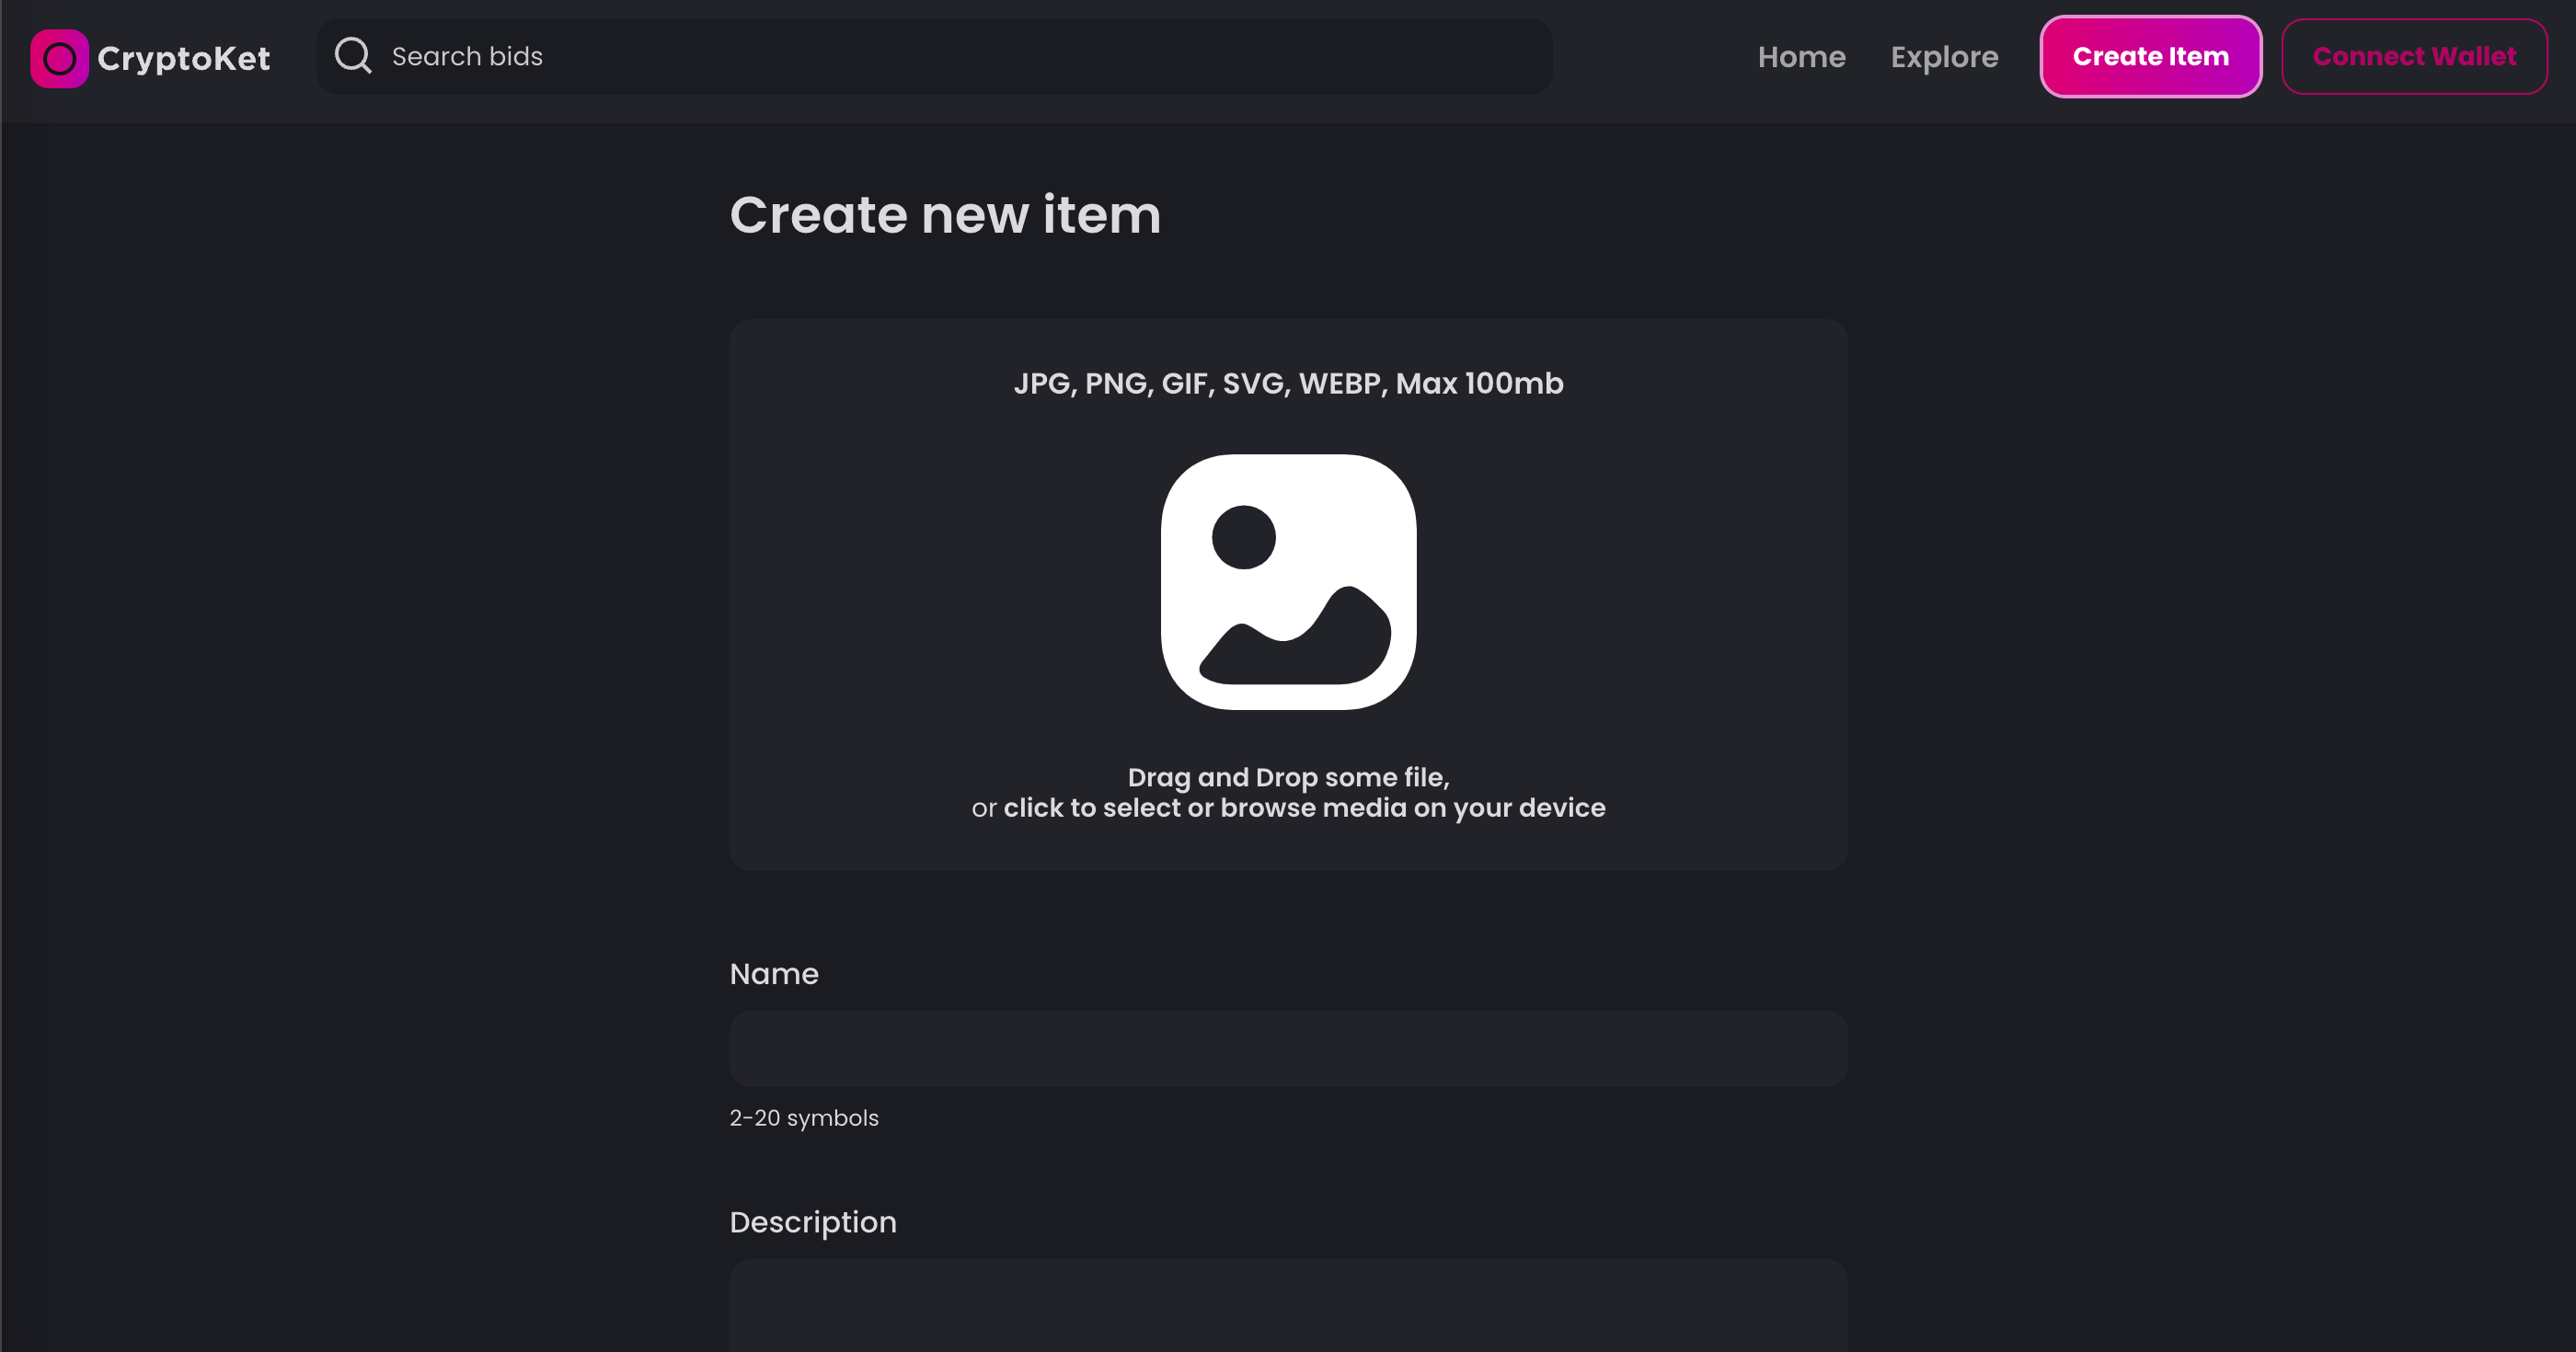 CryptoKet
Search bids
Home
Explore
Create Item
Connect Wallet
Create new item
JPG, PNG, GIF, SVG, WEBP, Max 100mb
Drag and Drop some file,
or click to select or browse media on your device
Name
2-20 symbols
Description